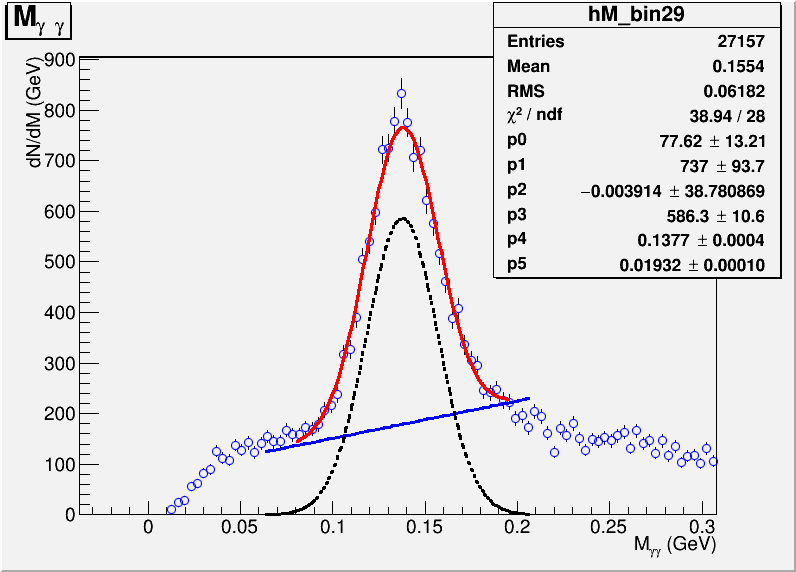 M γ γ
hM_bin29
Entries 27157
Mean 0.1554
RMS 0.06182
χ² / ndf 38.94 / 28
p0 77.62 ± 13.21
p1 737 ± 93.7
p2 −0.003914 ± 38.780869
p3 586.3 ± 10.6
p4 0.1377 ± 0.0004
p5 0.01932 ± 0.00010
dN/dM (GeV)
900
800
700
600
500
400
300
200
100
0
0 0.05 0.1 0.15 0.2 0.25 0.3
M γγ (GeV)